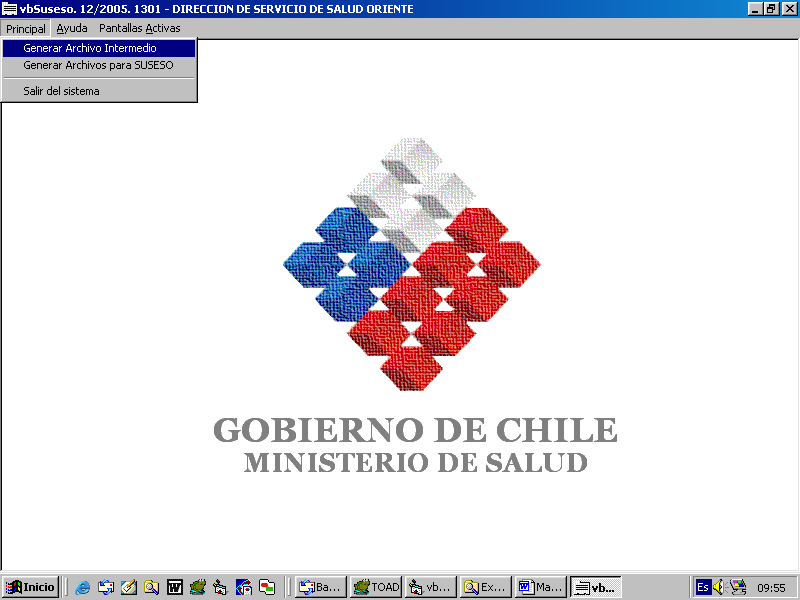 vbSuseso. 12/2005. 1301 - DIRECCION DE SERVICIO DE SALUD ORIENTE
Principal Ayuda Pantallas Activas
Generar Archivo Intermedio
Generar Archivos para SUSESO
Salir del sistema
GOBIERNO DE CHILE
MINISTERIO DE SALUD
Inicio Ba... TOAD vb... Ex... Ma... vb... Es 09:55